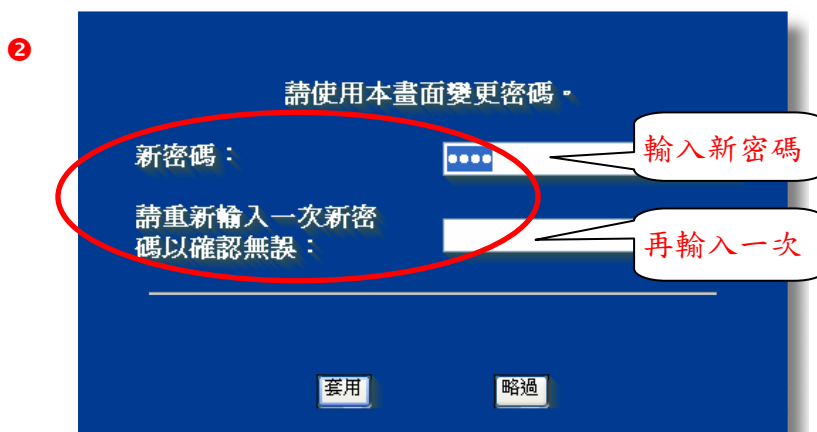 ❷
請使用本畫面變更密碼。
新密碼：
••••
輸入新密碼
請重新輸入一次新密
碼以確認無誤：
再輸入一次
套用
略過